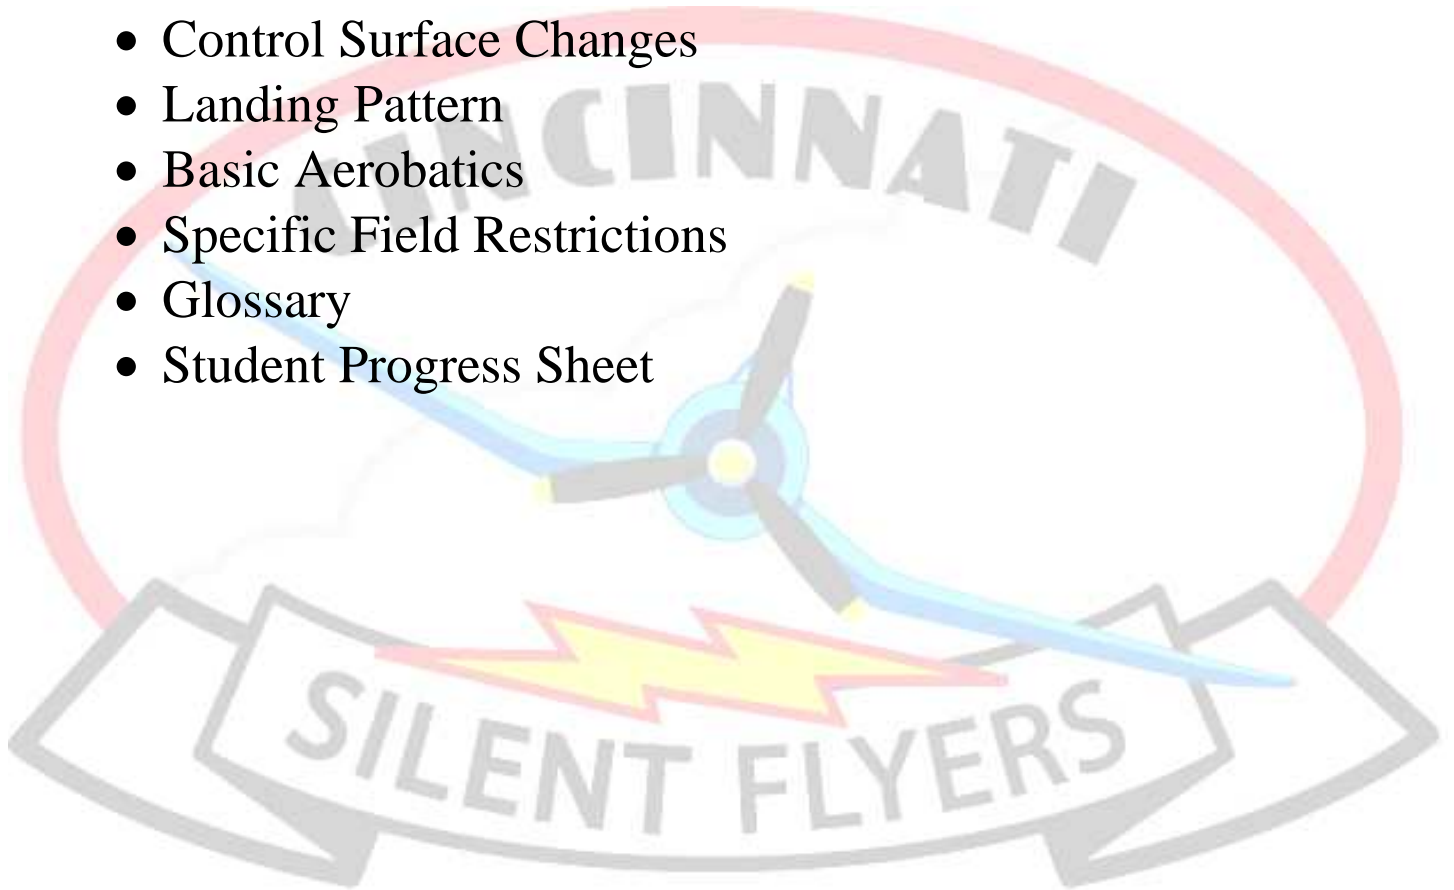 • Control Surface Changes
• Landing Pattern
• Basic Aerobatics
• Specific Field Restrictions
• Glossary
• Student Progress Sheet
CINCINNATI
SILENT FLYERS